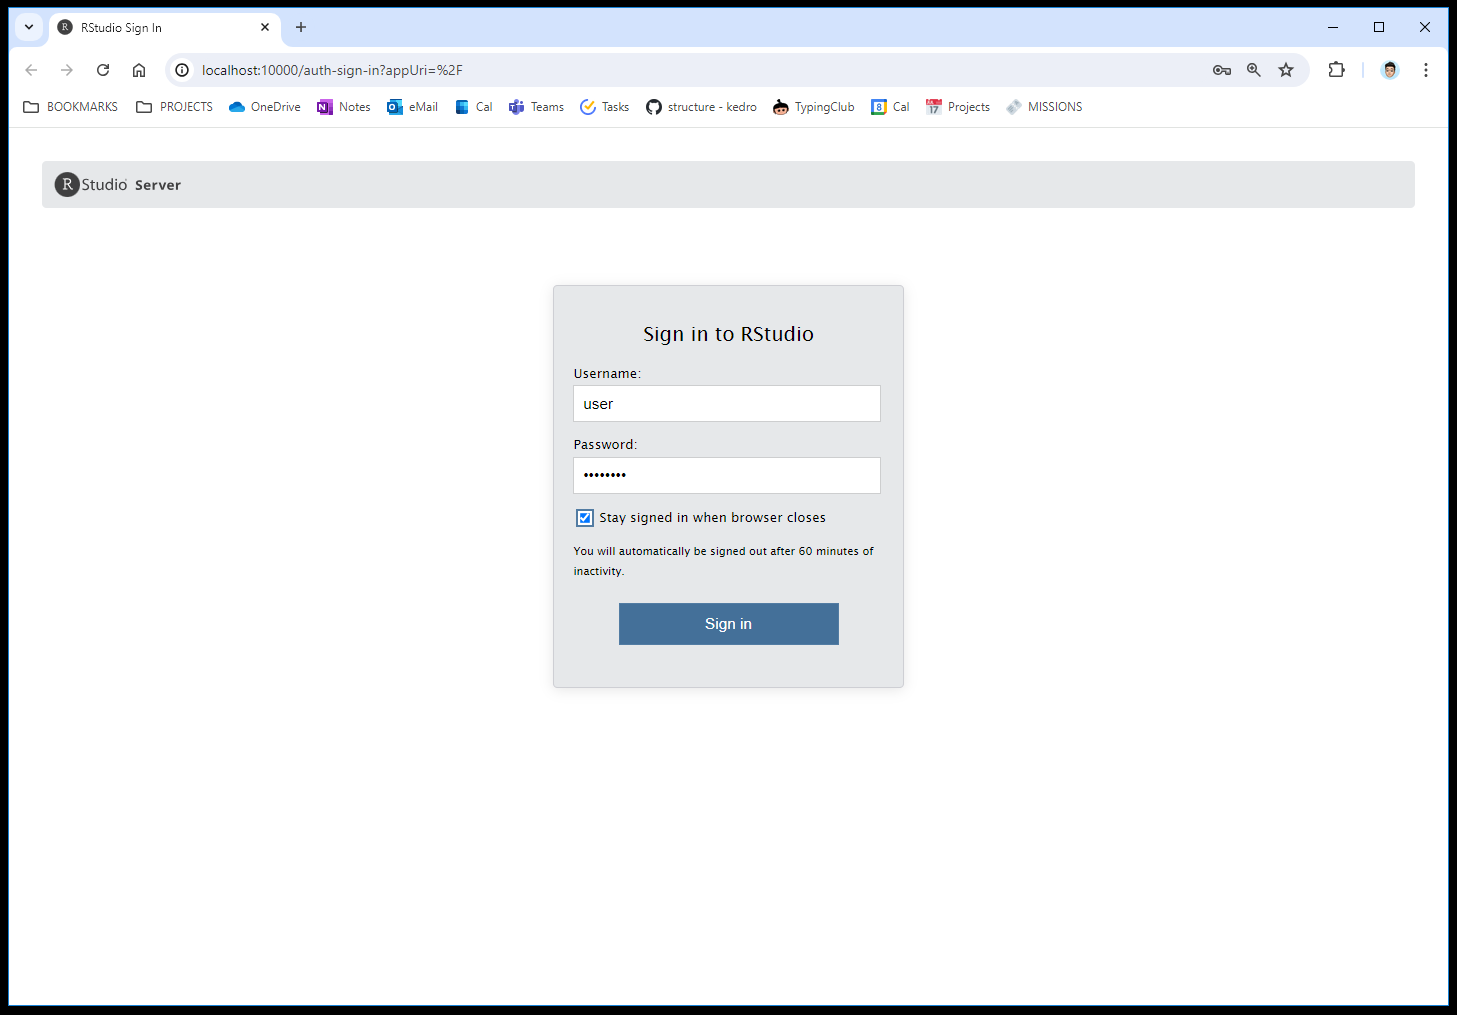 RStudio Sign In
localhost:10000/auth-sign-in?appUri=%2F
BOOKMARKS PROJECTS OneDrive Notes eMail Cal Teams Tasks structure - kedro TypingClub Cal Projects MISSIONS
R Studio Server
Sign in to RStudio
Username:
user
Password:
••••••••
Stay signed in when browser closes
You will automatically be signed out after 60 minutes of
inactivity.
Sign in